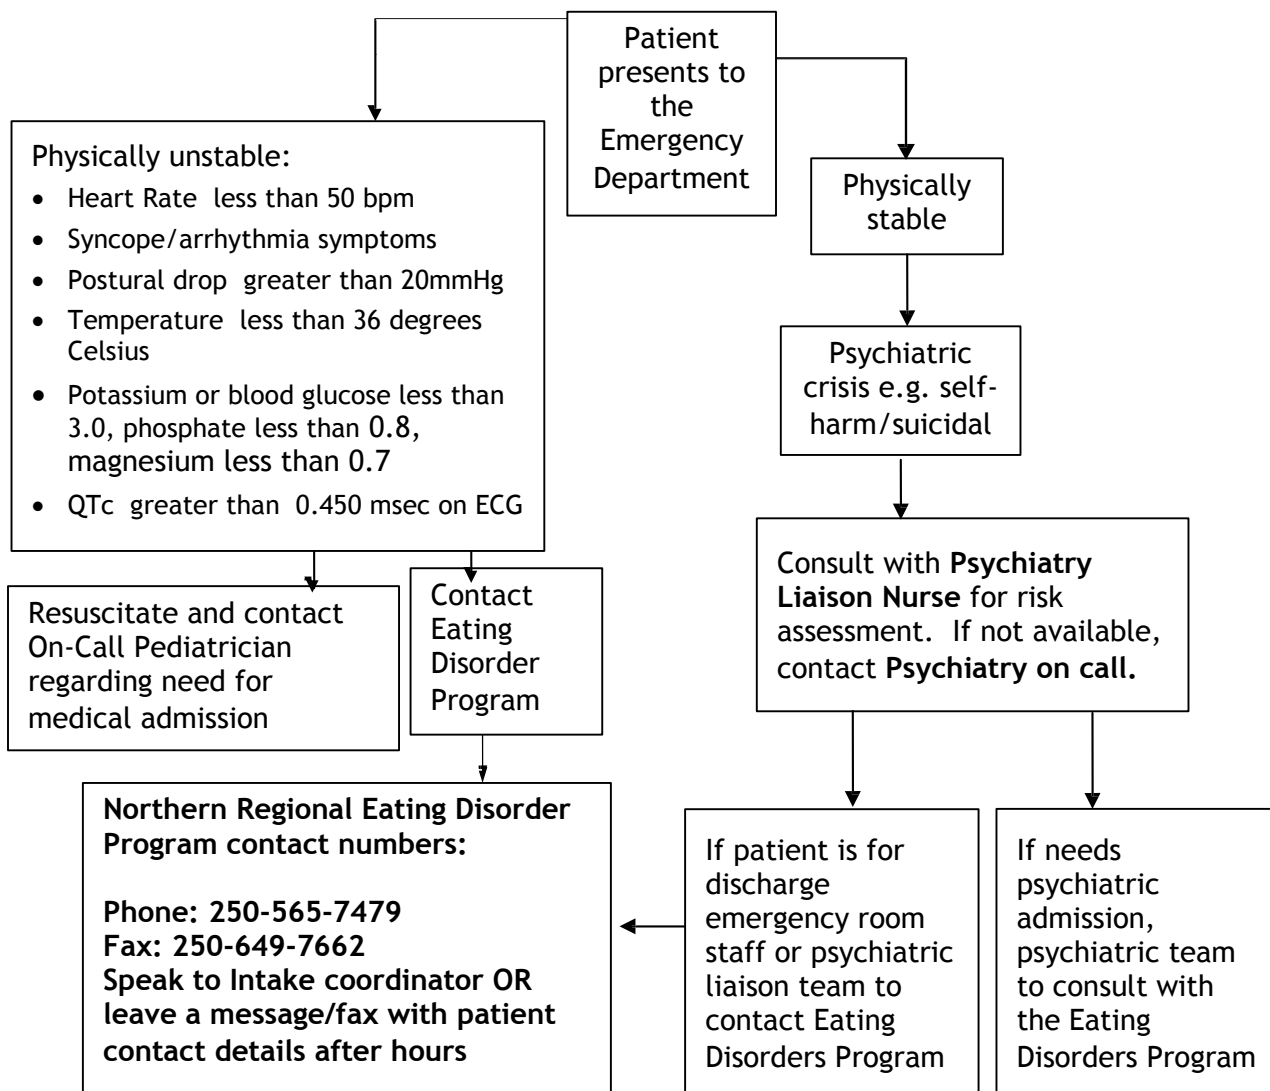 Patient
presents to
the
Emergency
Department
Physically unstable:
• Heart Rate less than 50 bpm
• Syncope/arrhythmia symptoms
• Postural drop greater than 20mmHg
• Temperature less than 36 degrees
Celsius
• Potassium or blood glucose less than
3.0, phosphate less than 0.8,
magnesium less than 0.7
• QTc greater than 0.450 msec on ECG
Physically
stable
Psychiatric
crisis e.g. self-
harm/suicidal
Resuscitate and contact
On-Call Pediatrician
regarding need for
medical admission
Contact
Eating
Disorder
Program
Consult with Psychiatry
Liaison Nurse for risk
assessment. If not available,
contact Psychiatry on call.
Northern Regional Eating Disorder
Program contact numbers:
Phone: 250-565-7479
Fax: 250-649-7662
Speak to Intake coordinator OR
leave a message/fax with patient
contact details after hours
If patient is for
discharge
emergency room
staff or psychiatric
liaison team to
contact Eating
Disorders Program
If needs
psychiatric
admission,
psychiatric team
to consult with
the Eating
Disorders Program